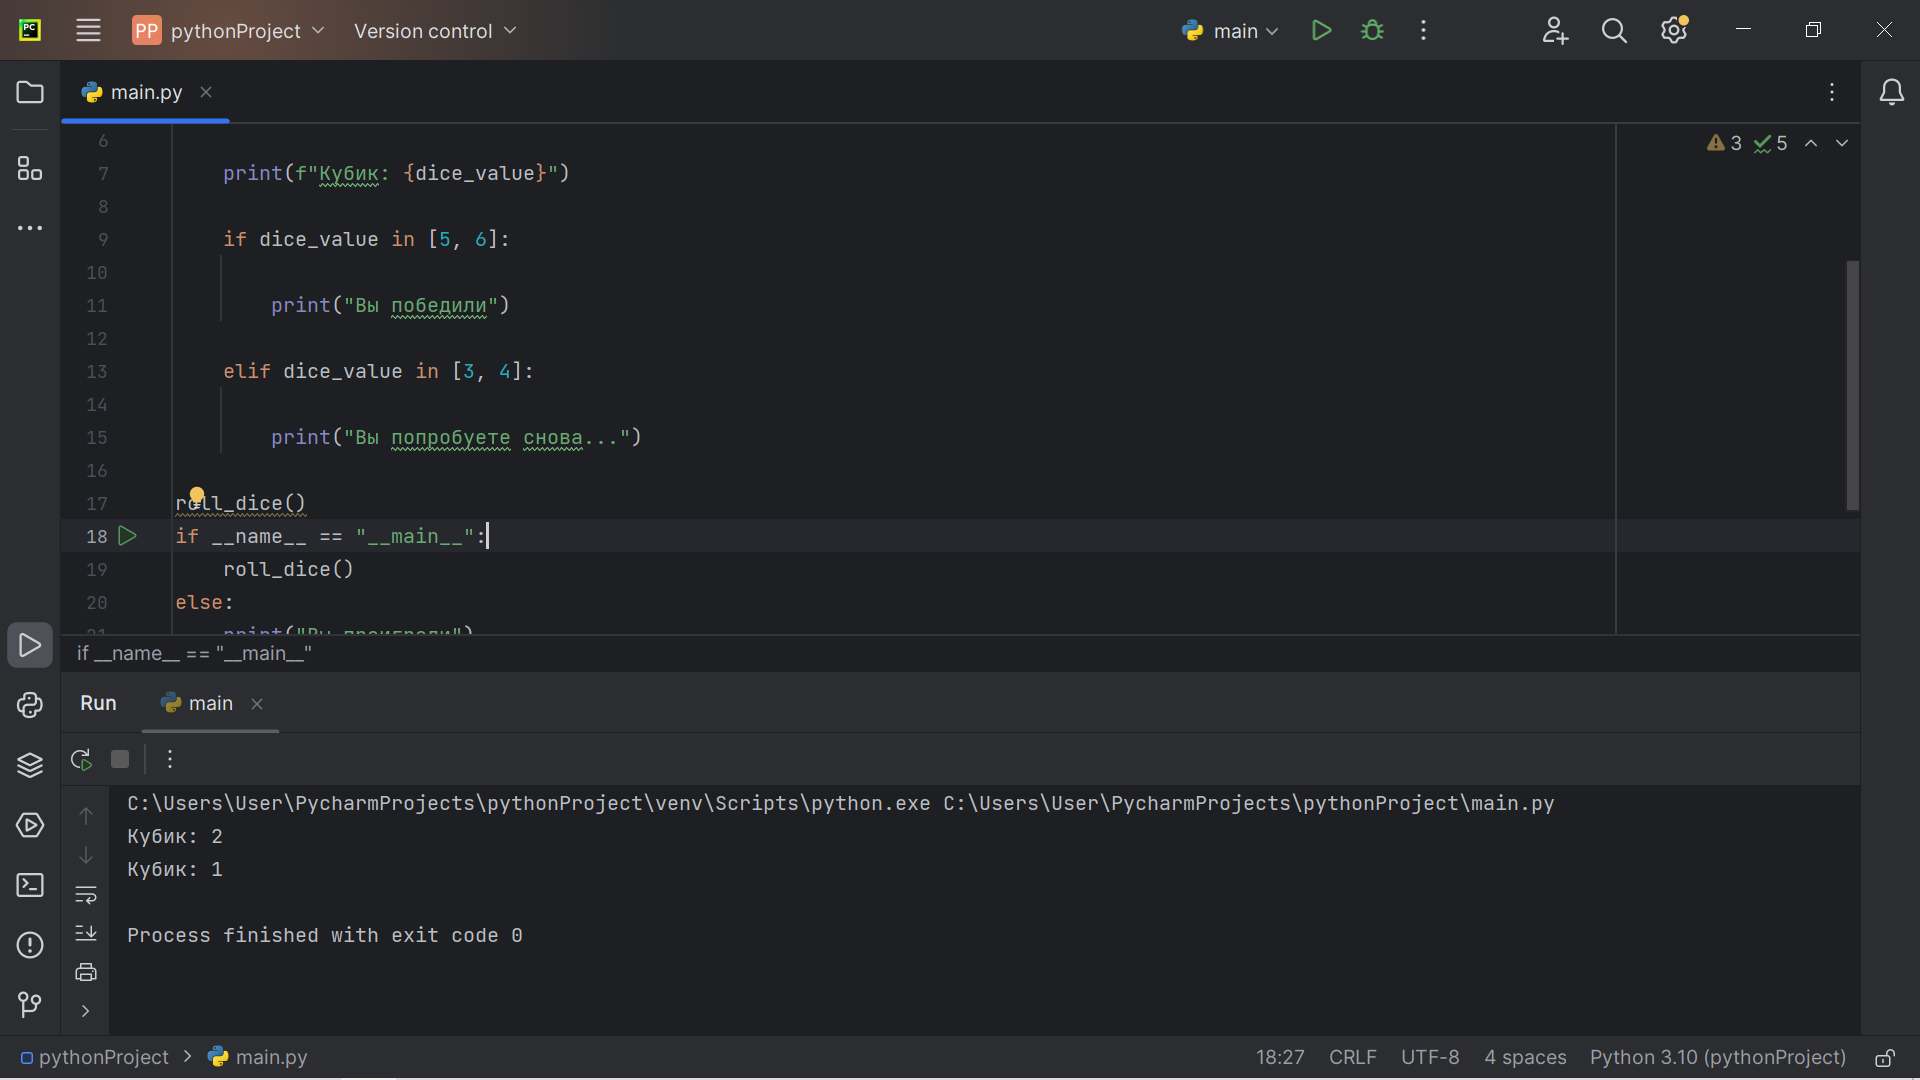 PC
PP pythonProject Version control main
main.py
3 5
6
7 print(f"Кубик: {dice_value}")
8
9 if dice_value in [5, 6]:
10
11 print("Вы победили")
12
13 elif dice_value in [3, 4]:
14
15 print("Вы попробуете снова...")
16
17 roll_dice()
18 if __name__ == "__main__":
19 roll_dice()
20 else:
21 print("Вы проиграли")
if __name__ == "__main__"
Run main
C:\Users\User\PycharmProjects\pythonProject\venv\Scripts\python.exe C:\Users\User\PycharmProjects\pythonProject\main.py
Кубик: 2
Кубик: 1
Process finished with exit code 0
pythonProject > main.py 18:27 CRLF UTF-8 4 spaces Python 3.10 (pythonProject)